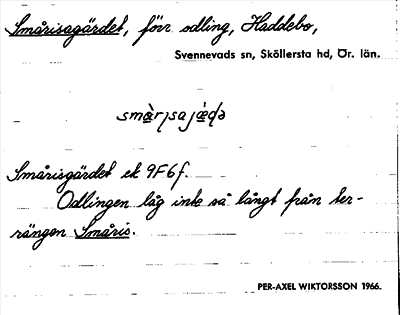 Smårisagärdet, förr odling, Haddebo,
Svennevads sn, Sköllersta hd, Ör. län.
Smårisgärdet ek 9F6f.
Odlingen låg inte så långt från ter-
rängen Småris.
PER-AXEL WIKTORSSON 1966.